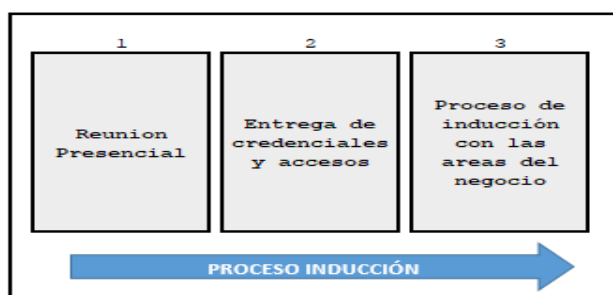 1
2
3
Reunion
Presencial
Entrega de
credenciales
y accesos
Proceso de
inducción
con las
areas del
negocio
PROCESO INDUCCIÓN